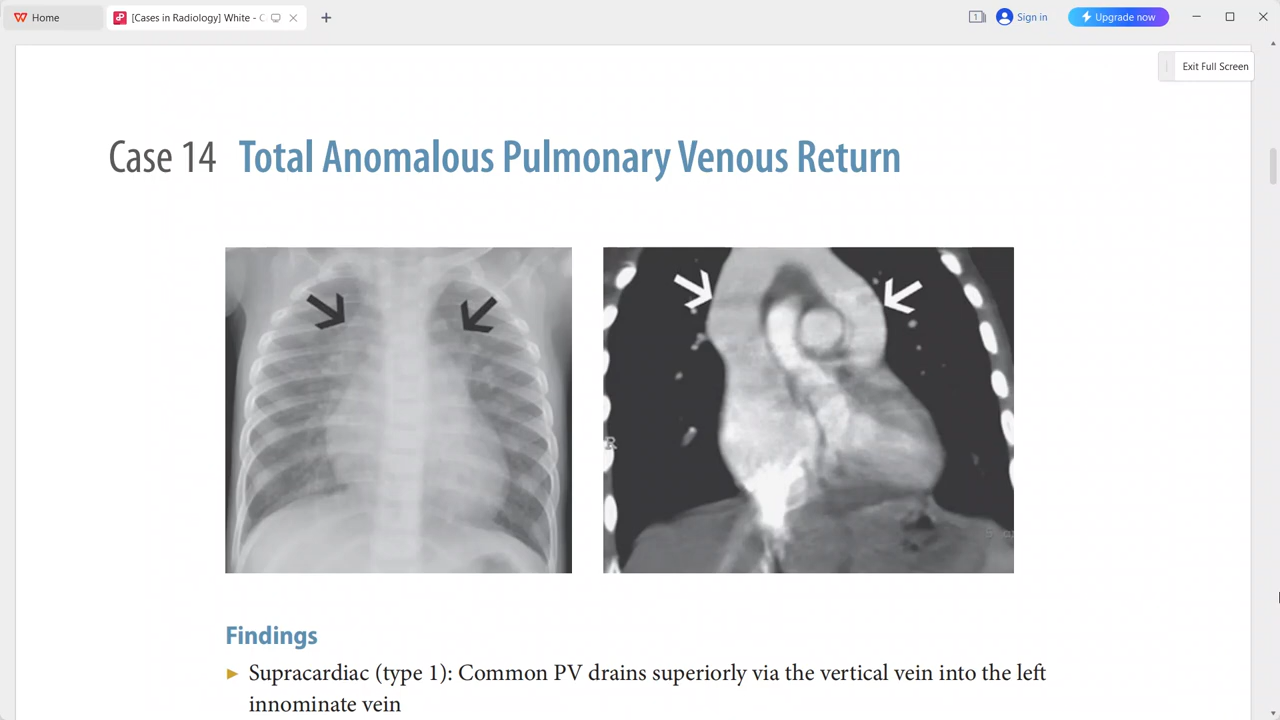 Home
[Cases in Radiology] White - C
1
Sign in
Upgrade now
Exit Full Screen
Case 14 Total Anomalous Pulmonary Venous Return
R
Findings
► Supracardiac (type 1): Common PV drains superiorly via the vertical vein into the left
innominate vein